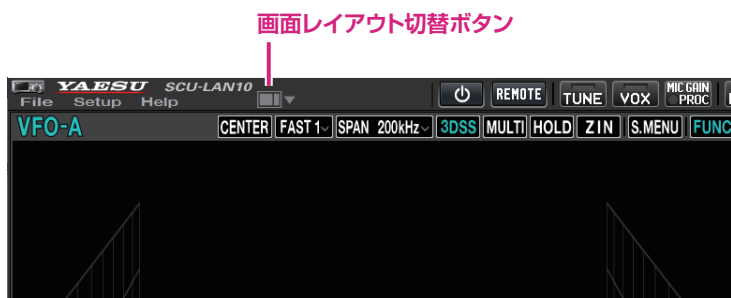 画面レイアウト切替ボタン
YAESU SCU-LAN10
File Setup Help
REMOTE TUNE VOX MIC GAIN PROC
VFO-A CENTER FAST 1 SPAN 200kHz 3DSS MULTI HOLD ZIN S.MENU FUNC